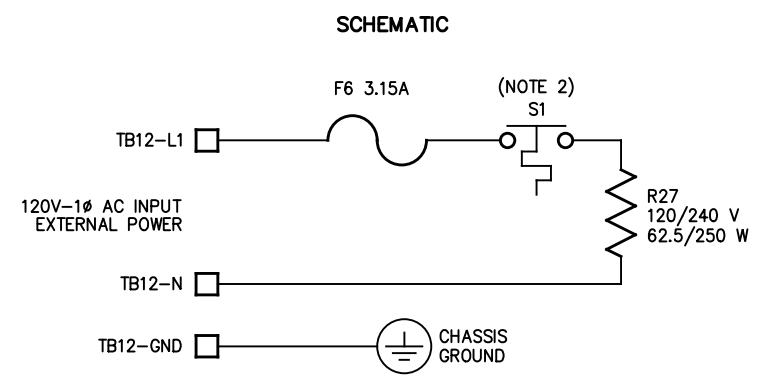 SCHEMATIC
F6 3.15A
(NOTE 2)
S1
TB12-L1
R27
120/240 V
62.5/250 W
120V-1ø AC INPUT
EXTERNAL POWER
TB12-N
TB12-GND
CHASSIS
GROUND